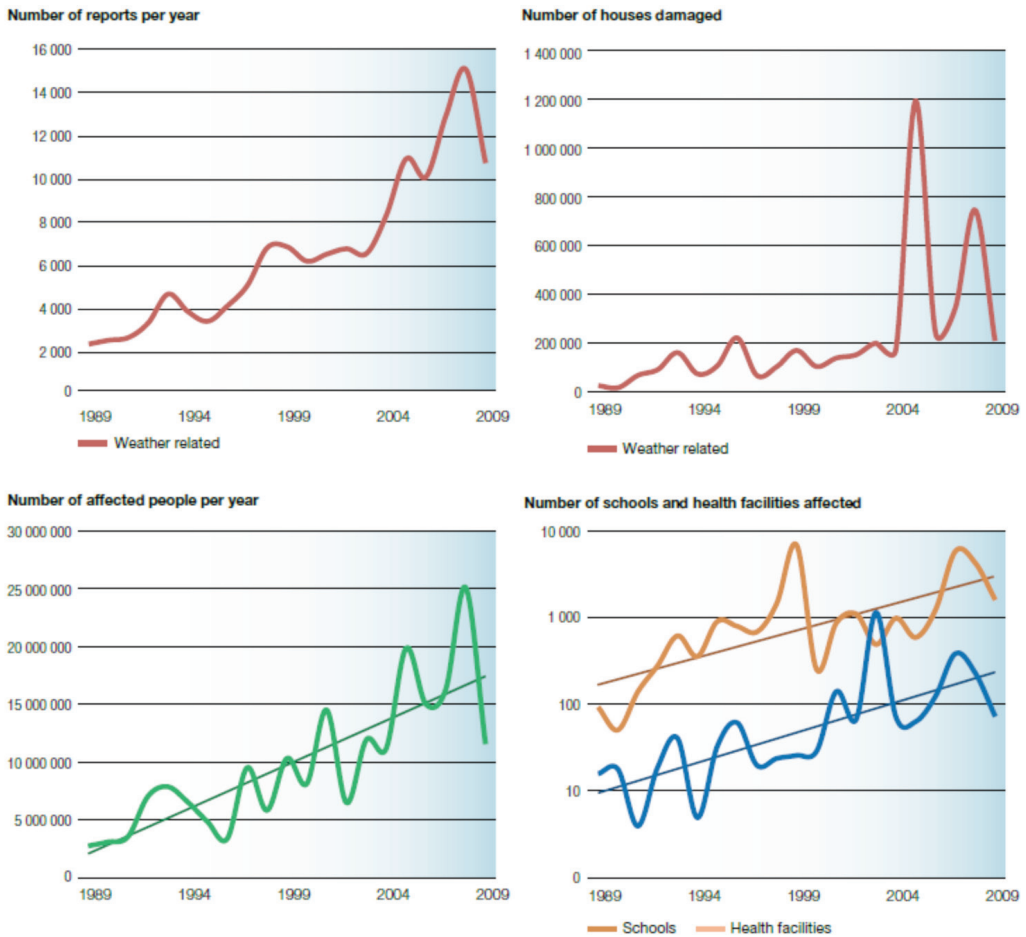 Number of reports per year
16 000
14 000
12 000
10 000
8 000
6 000
4 000
2 000
0
1989 1994 1999 2004 2009
Weather related
Number of houses damaged
1 400 000
1 200 000
1 000 000
800 000
600 000
400 000
200 000
0
1989 1994 1999 2004 2009
Weather related
Number of affected people per year
30 000 000
25 000 000
20 000 000
15 000 000
10 000 000
5 000 000
0
1989 1994 1999 2004 2009
Number of schools and health facilities affected
10 000
1 000
100
10
0
1989 1994 1999 2004 2009
Schools Health facilities